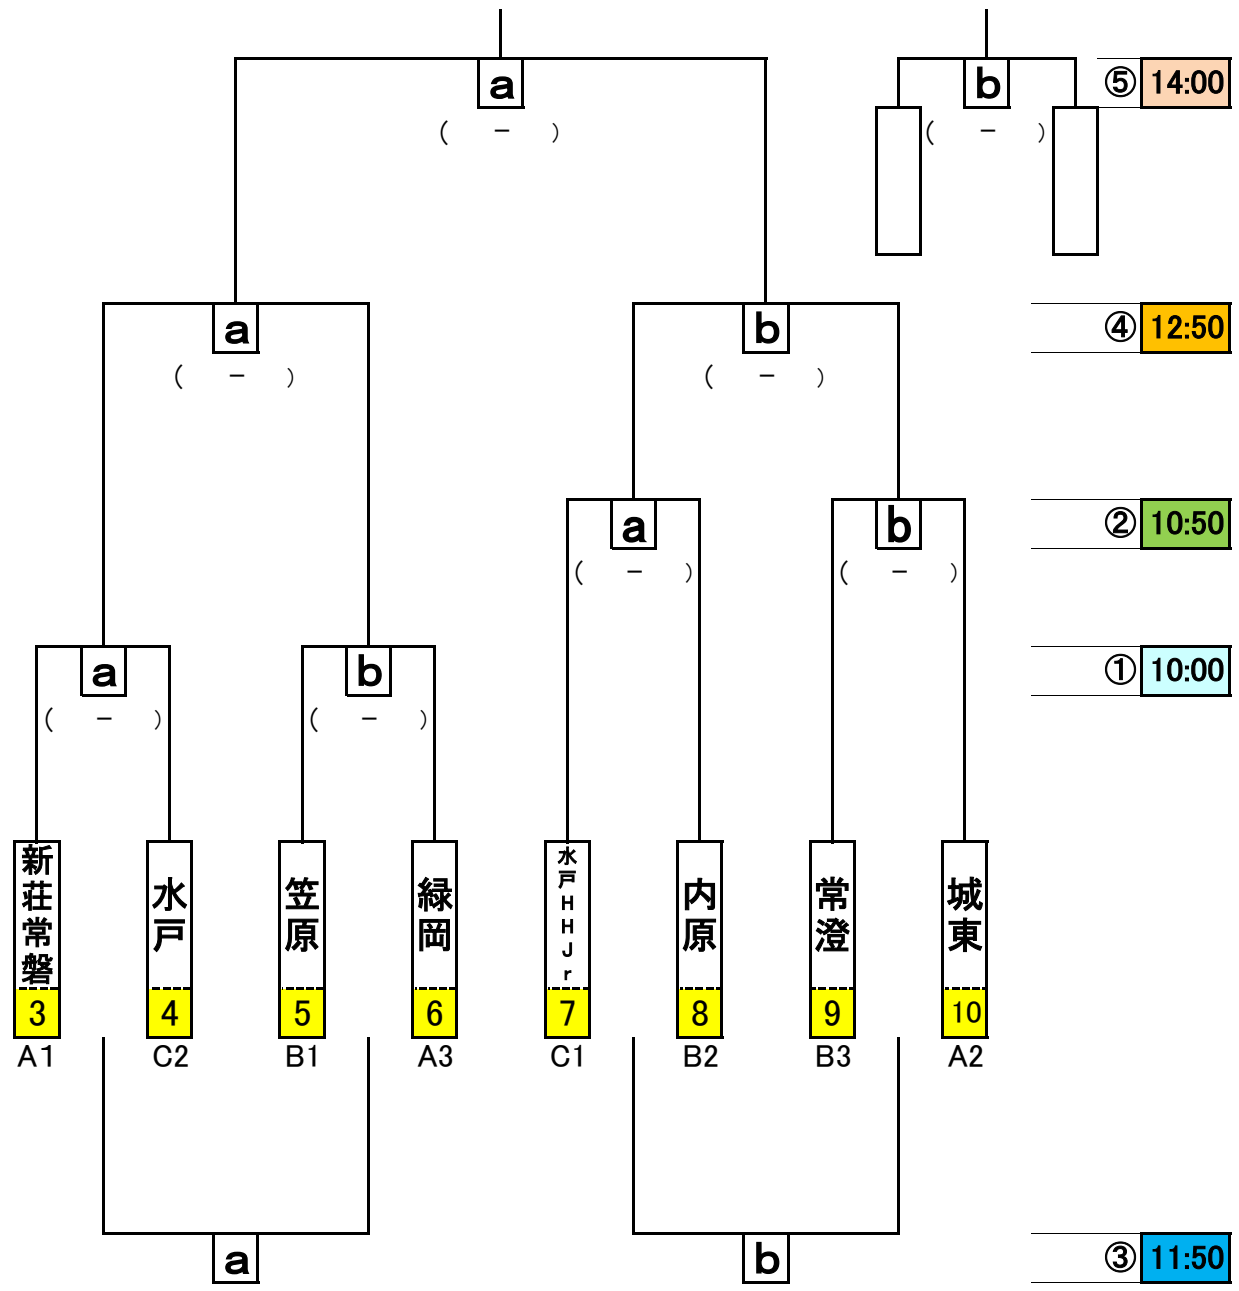 a b ⑤ 14:00
( － ) ( － )
a b ④ 12:50
( － ) ( － )
a b ② 10:50
( － ) ( － )
a b ① 10:00
( － ) ( － )
新荘常磐
水戸
笠原
緑岡
水戸HHJr
内原
常澄
城東
3 4 5 6 7 8 9 10
A1 C2 B1 A3 C1 B2 B3 A2
a b ③ 11:50